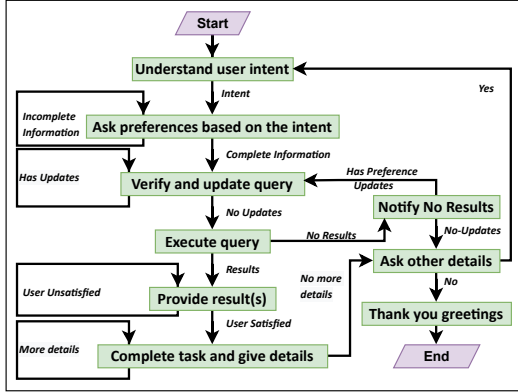 Start
Understand user intent
Yes
Intent
Incomplete
Information
Ask preferences based on the intent
Complete Information
Has Updates
Has Preference
Updates
Verify and update query
Notify No Results
No Updates
No-Updates
Execute query
No Results
Ask other details
Results
No more
details
No
User Unsatisfied
Provide result(s)
Thank you greetings
User Satisfied
More details
Complete task and give details
End